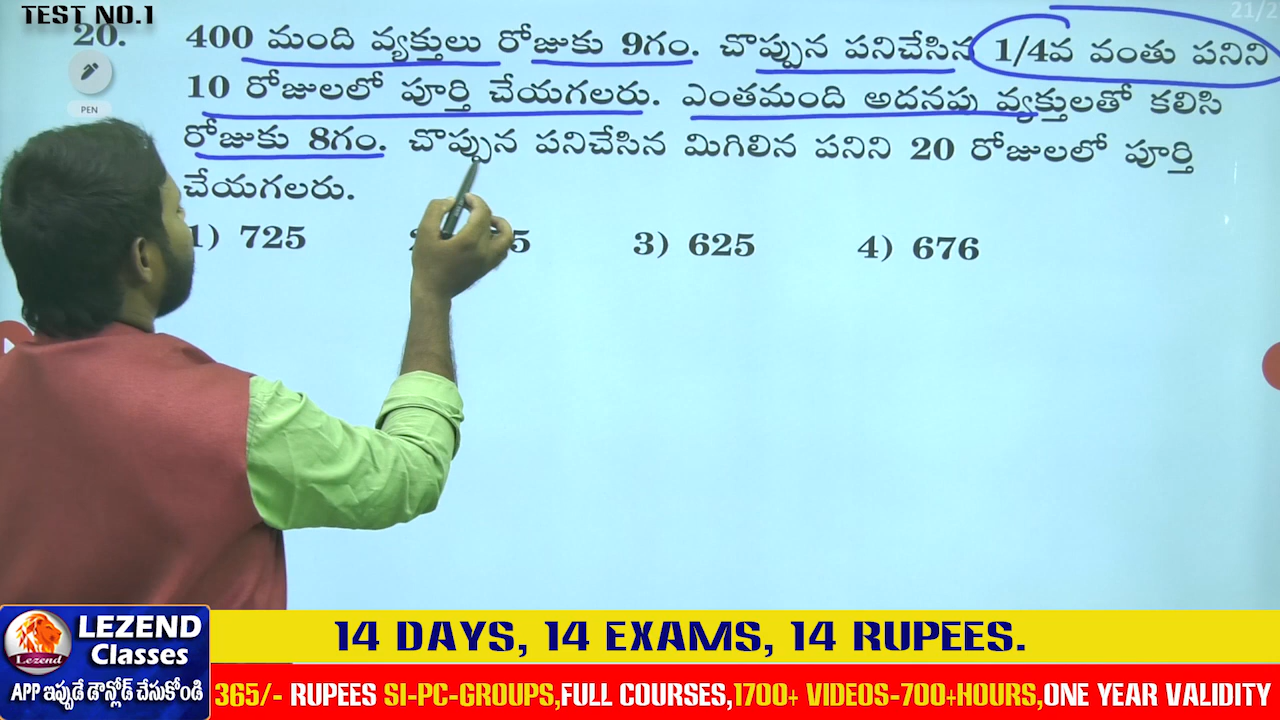 TEST NO.1
21/2
20. 400 మంది వ్యక్తులు రోజుకు 9గం. చొప్పున పనిచేసిన 1/4వ వంతు పనిని
PEN
10 రోజులలో పూర్తి చేయగలరు. ఎంతమంది అదనపు వ్యక్తులతో కలిసి
రోజుకు 8గం. చొప్పున పనిచేసిన మిగిలిన పనిని 20 రోజులలో పూర్తి
చేయగలరు.
1) 725 5 3) 625 4) 676
LEZEND
Classes
Lezend
APP ఇప్పుడే డౌన్లోడ్ చేసుకోండి
14 DAYS, 14 EXAMS, 14 RUPEES.
365/- RUPEES SI-PC-GROUPS,FULL COURSES,1700+ VIDEOS-700+HOURS,ONE YEAR VALIDITY